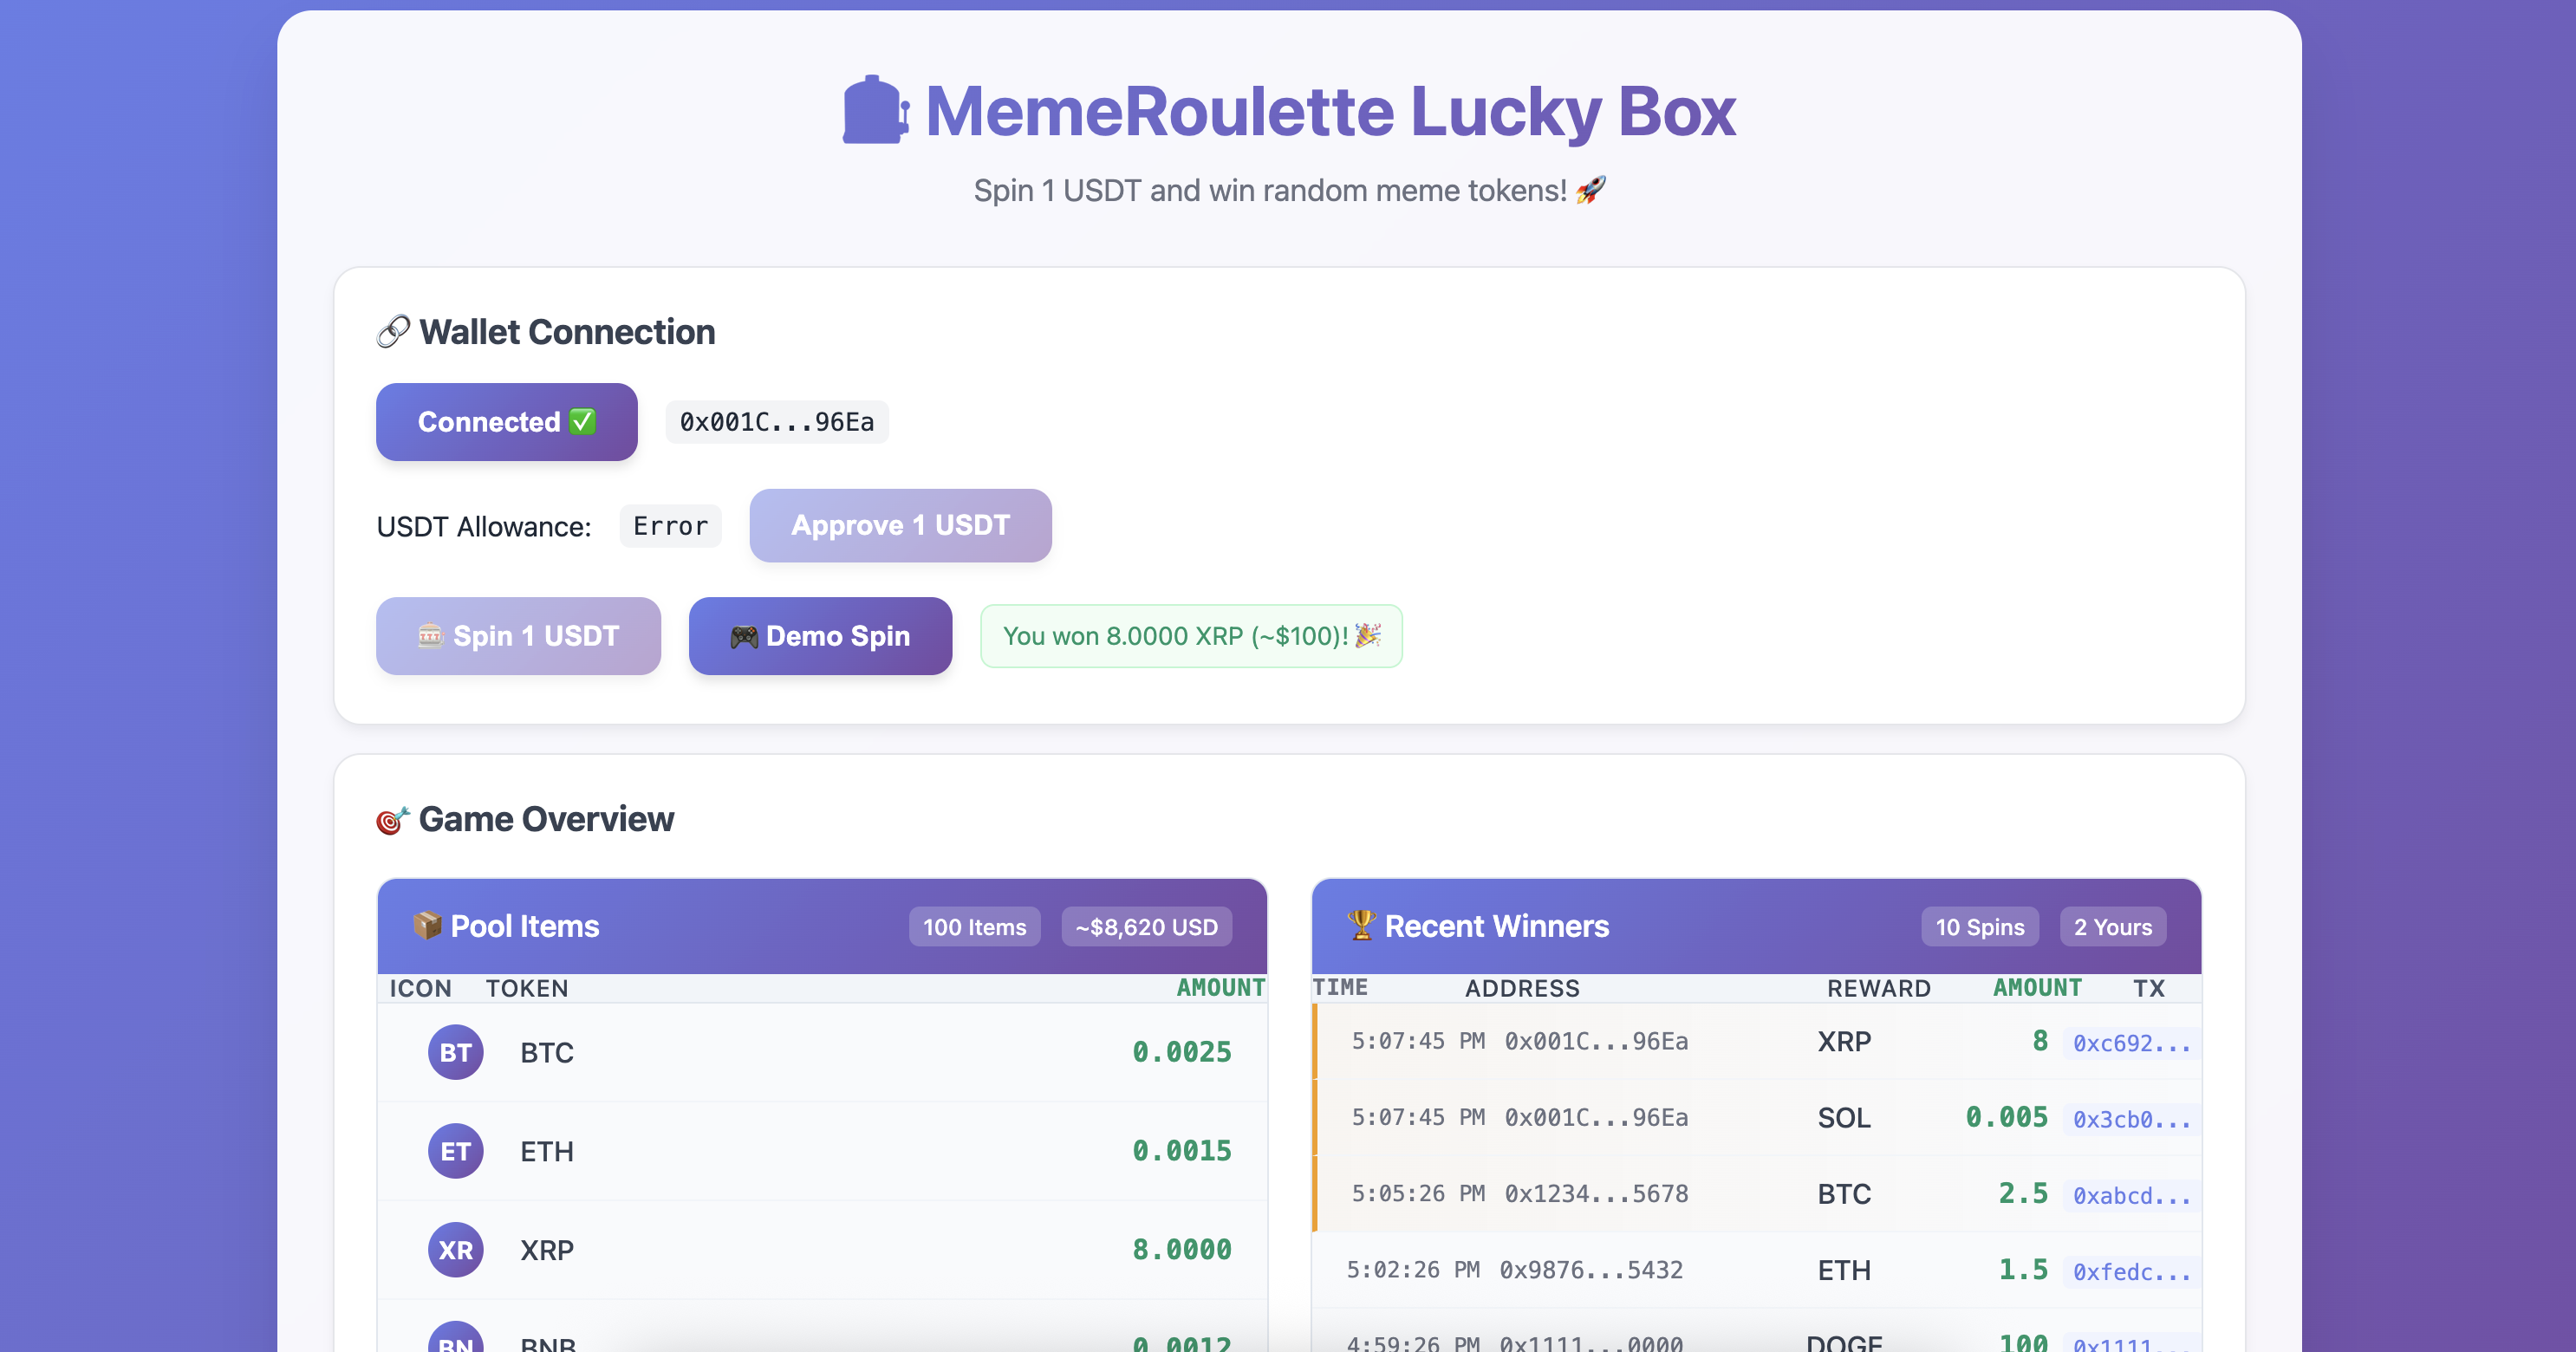 MemeRoulette Lucky Box
Spin 1 USDT and win random meme tokens! 🚀
🔗 Wallet Connection
Connected ✅ 0x001C...96Ea
USDT Allowance: Error Approve 1 USDT
🎰 Spin 1 USDT 🎮 Demo Spin You won 8.0000 XRP (~$100)! 🎉
🎯 Game Overview
📦 Pool Items 100 Items ~$8,620 USD
ICON TOKEN AMOUNT
BT BTC 0.0025
ET ETH 0.0015
XR XRP 8.0000
BN BNB 0.0012
🏆 Recent Winners 10 Spins 2 Yours
TIME ADDRESS REWARD AMOUNT TX
5:07:45 PM 0x001C...96Ea XRP 8 0xc692...
5:07:45 PM 0x001C...96Ea SOL 0.005 0x3cb0...
5:05:26 PM 0x1234...5678 BTC 2.5 0xabcd...
5:02:26 PM 0x9876...5432 ETH 1.5 0xfedc...
4:59:26 PM 0x1111...0000 DOGE 100 0x1111...